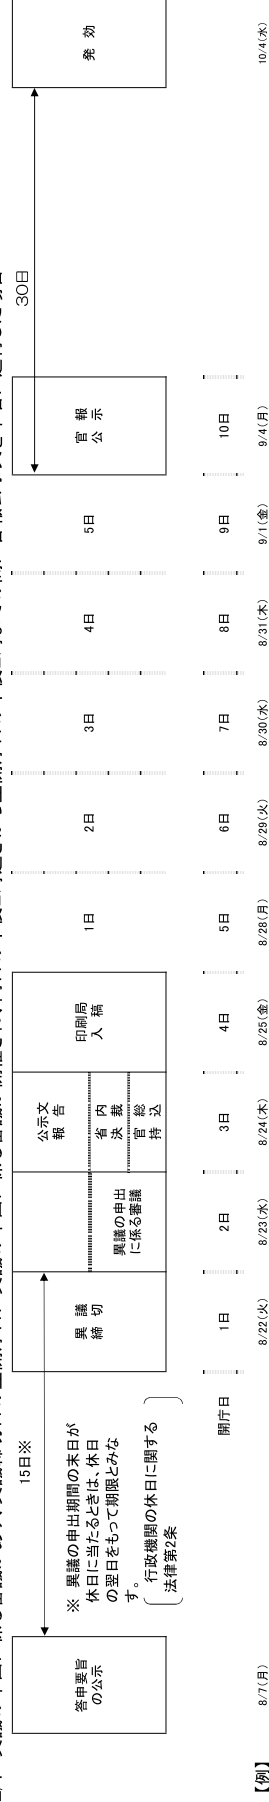 答申要旨
の公示
15日※
※ 異議の申出期間の末日が
休日に当たるときは、休日
の翌日をもって期限とみな
す。
行政機関の休日に関する
法律第2条
異議
締切
異議の申出
に係る審議
公示文
報告
省内
決裁
官総
持込
印刷局
入稿
1日
2日
3日
4日
5日
官報
公示
30日
発効
開庁日
1日
2日
3日
4日
5日
6日
7日
8日
9日
10日
【例】
8/7(月)
8/22(火)
8/23(水)
8/24(木)
8/25(金)
8/28(月)
8/29(火)
8/30(水)
8/31(木)
9/1(金)
9/4(月)
10/4(水)